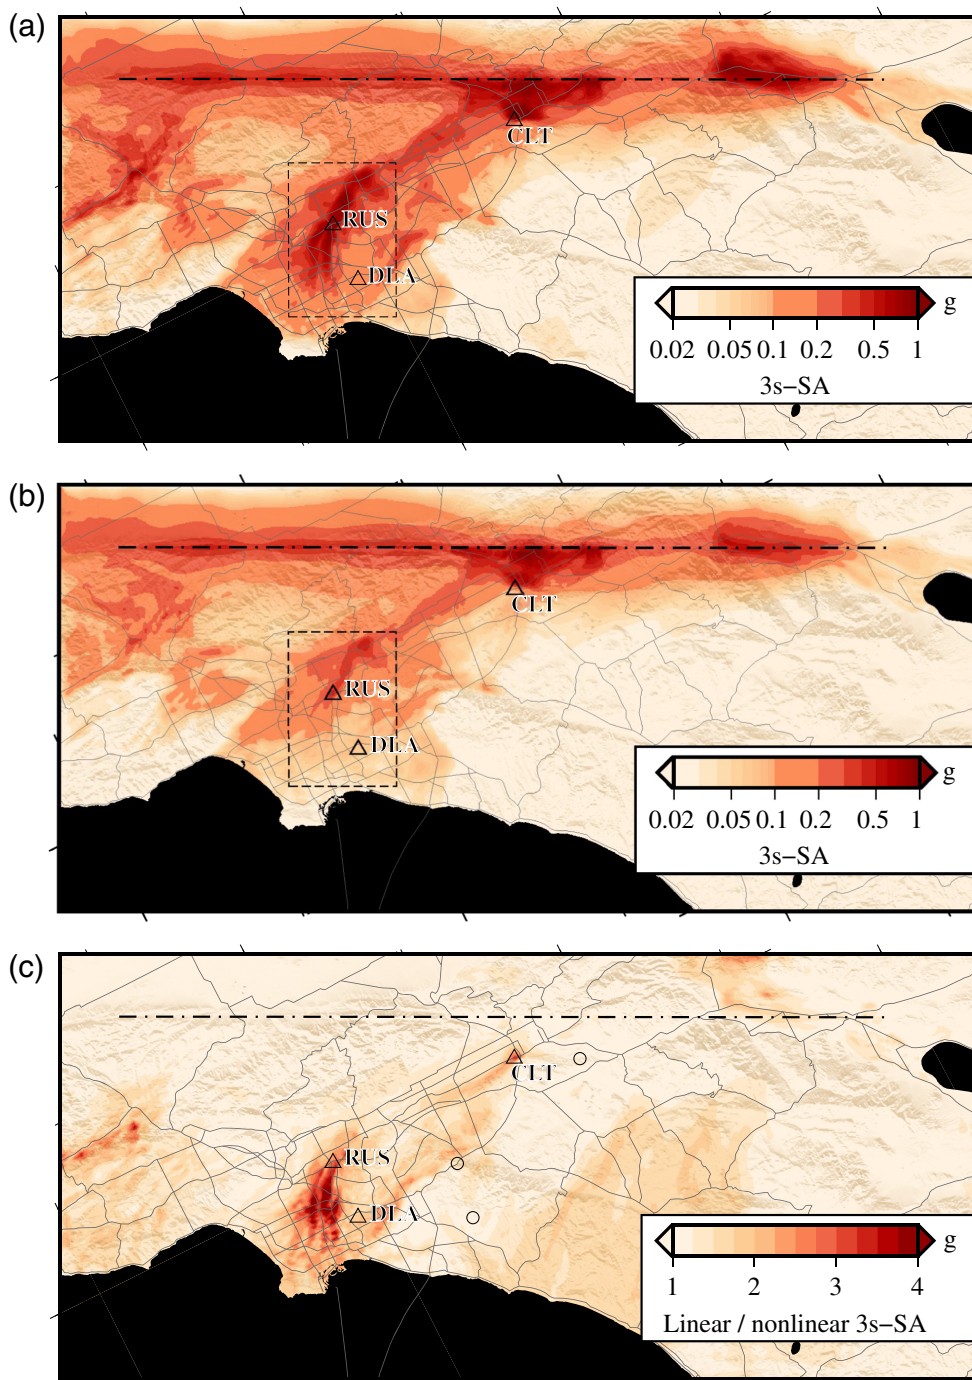 (a)
CLT
RUS
DLA
g
0.02 0.05 0.1 0.2 0.5 1
3s−SA
(b)
CLT
RUS
DLA
g
0.02 0.05 0.1 0.2 0.5 1
3s−SA
(c)
CLT
RUS
DLA
g
1 2 3 4
Linear / nonlinear 3s−SA